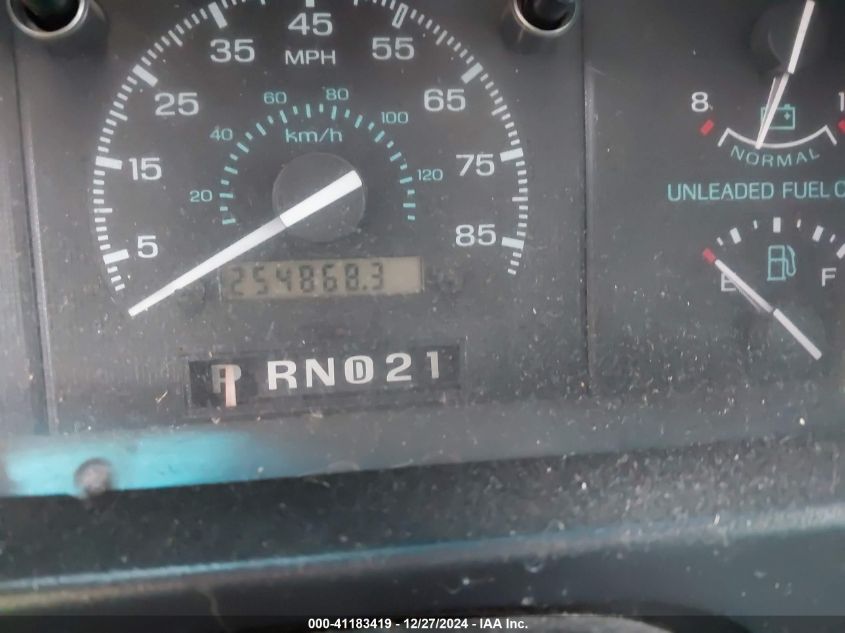 45
35 55
MPH
25 60 80 65
40 km/h 100
15 20 120 75
5 85
254868.3
P RN D 2 1
8 1
NORMAL
UNLEADED FUEL O
E F
000-41183419 - 12/27/2024 - IAA Inc.